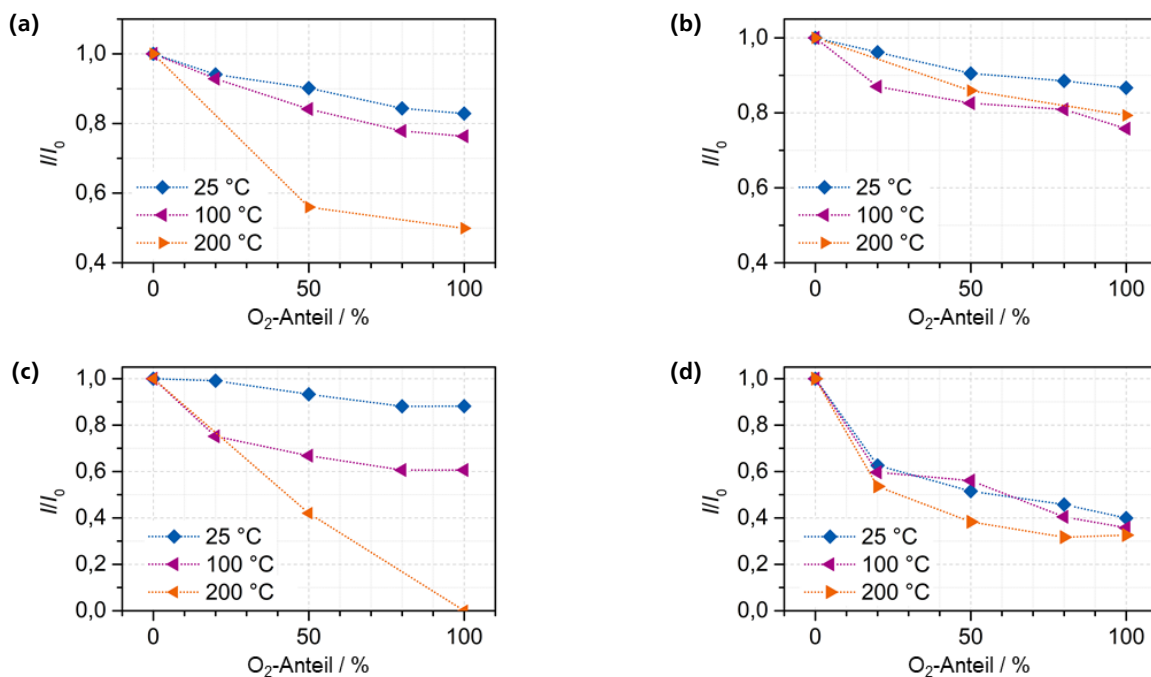 (a)
1,0
0,8
0,6
0,4
I/I0
25 °C
100 °C
200 °C
0
50
100
O2-Anteil / %
(b)
1,0
0,8
0,6
0,4
I/I0
25 °C
100 °C
200 °C
0
50
100
O2-Anteil / %
(c)
1,0
0,8
0,6
0,4
0,2
0,0
I/I0
25 °C
100 °C
200 °C
0
50
100
O2-Anteil / %
(d)
1,0
0,8
0,6
0,4
0,2
0,0
I/I0
25 °C
100 °C
200 °C
0
50
100
O2-Anteil / %